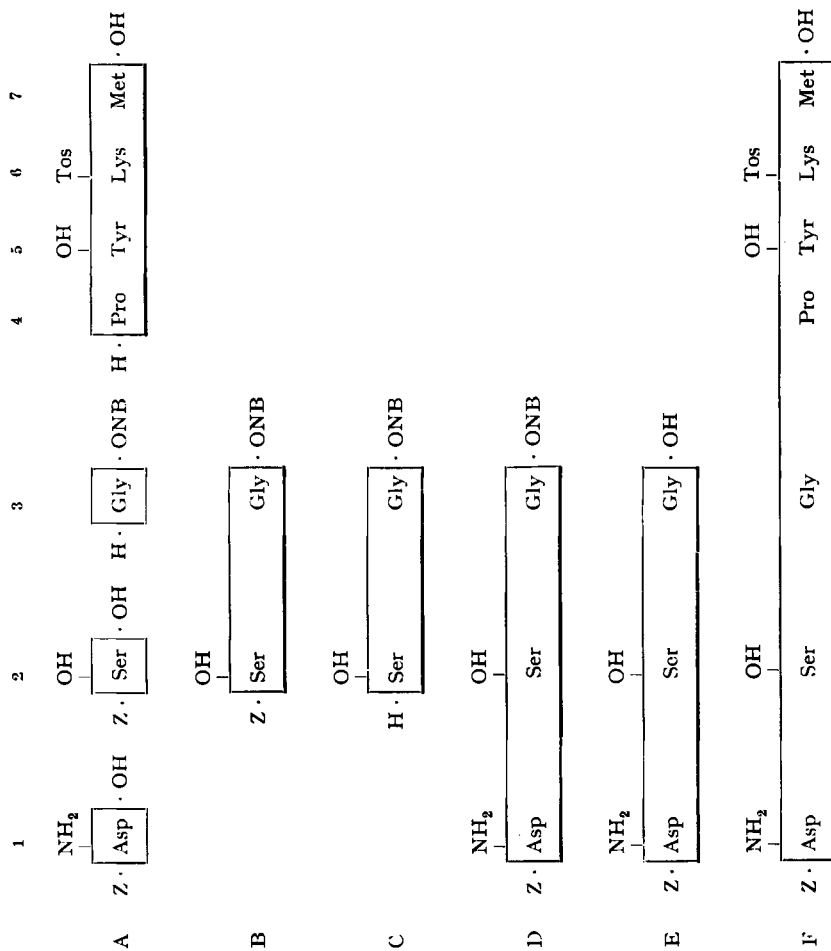 1 2 3 4 5 6 7
NH₂ OH OH Tos
A Z · Asp · OH Z · Ser · OH H · Gly · ONB H · Pro Tyr Lys Met · OH
OH
B Z · Ser Gly · ONB
OH
C H · Ser Gly · ONB
NH₂ OH
D Z · Asp Ser Gly · ONB
NH₂ OH
E Z · Asp Ser Gly · OH
NH₂ OH OH Tos
F Z · Asp Ser Gly Pro Tyr Lys Met · OH